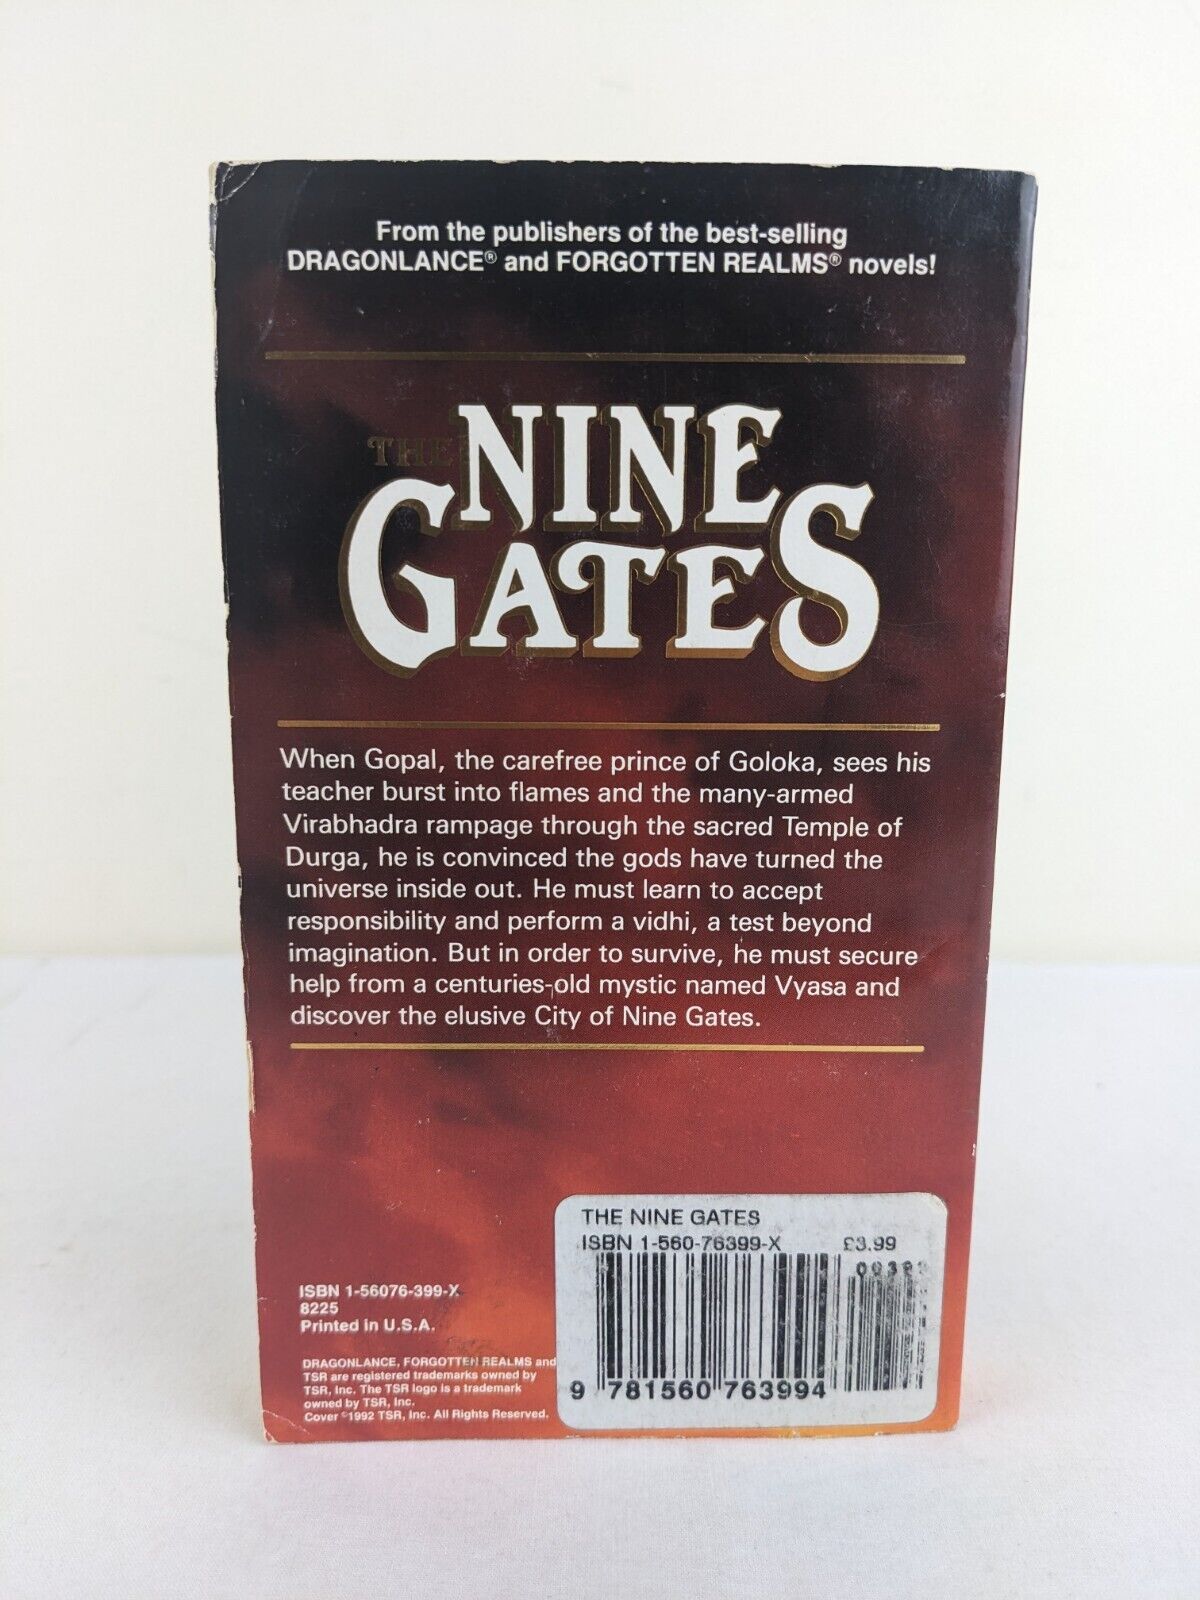 From the publishers of the best-selling
DRAGONLANCE® and FORGOTTEN REALMS® novels!
THE NINE
GATES
When Gopal, the carefree prince of Goloka, sees his
teacher burst into flames and the many-armed
Virabhadra rampage through the sacred Temple of
Durga, he is convinced the gods have turned the
universe inside out. He must learn to accept
responsibility and perform a vidhi, a test beyond
imagination. But in order to survive, he must secure
help from a centuries-old mystic named Vyasa and
discover the elusive City of Nine Gates.
ISBN 1-56076-399-X
8225
Printed in U.S.A.
DRAGONLANCE, FORGOTTEN REALMS and
TSR are registered trademarks owned by
TSR, Inc. The TSR logo is a trademark
owned by TSR, Inc.
Cover ©1992 TSR, Inc. All Rights Reserved.
THE NINE GATES
ISBN 1-560-76399-X £3.99
9 781560 763994